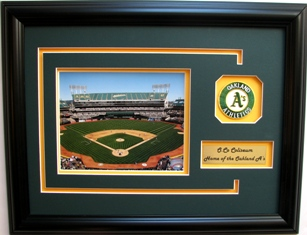 OAKLAND
A's
ATHLETICS
O.Co Coliseum
Home of the Oakland A's